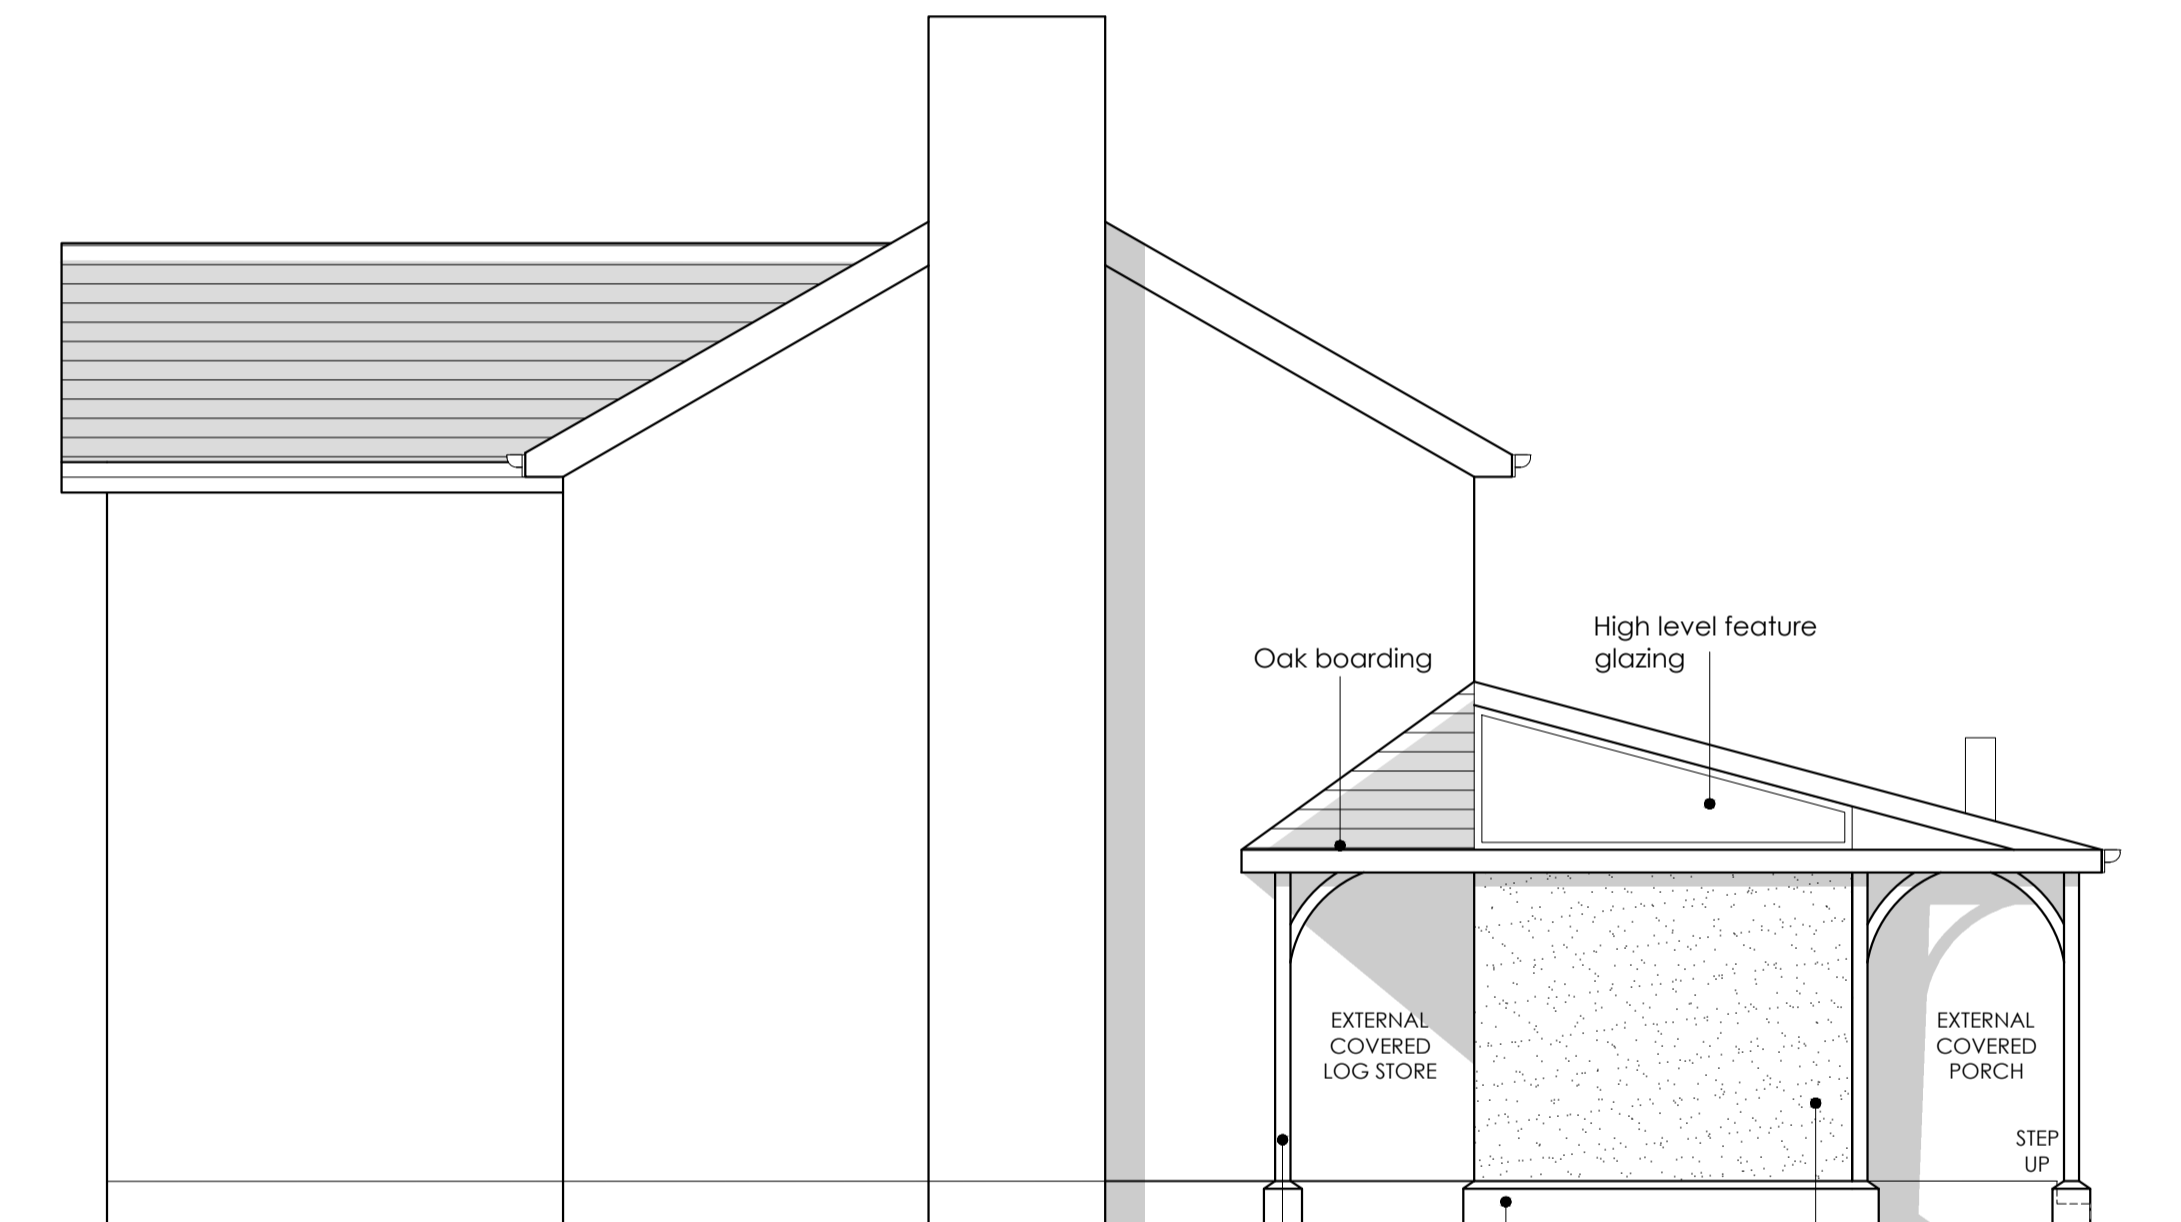 High level feature
glazing
Oak boarding
EXTERNAL
COVERED
LOG STORE
EXTERNAL
COVERED
PORCH
STEP
UP